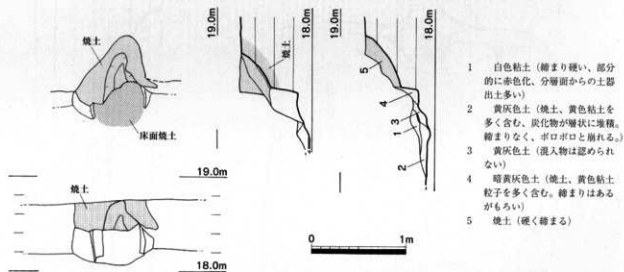 焼土
床面焼土
19.0m
18.0m
焼土
19.0m
18.0m
5
4
3
1
2
19.0m
焼土
18.0m
0 1m
1 白色粘土(締まり硬い、部分
的に赤色化、分層面からの土器
出土多い)
2 黄灰色土(焼土、黄色粘土を
多く含む、炭化物が層状に堆積。
締まりなく、ボロボロと崩れる。)
3 黄灰色土(混入物は認められ
ない)
4 暗黄灰色土(焼土、黄色粘土
粒子を多く含む。締まりはある
がもろい)
5 焼土(硬く締まる)